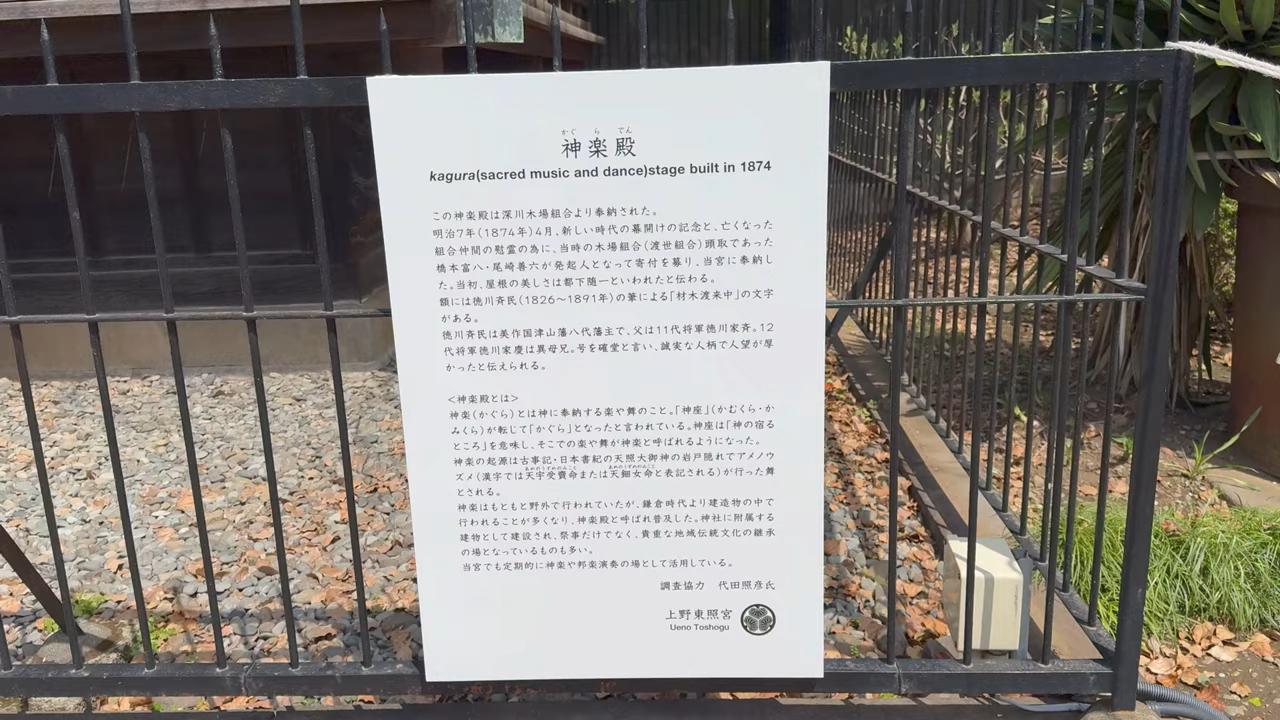 かぐらでん
神楽殿
kagura(sacred music and dance)stage built in 1874
この神楽殿は深川木場組合より奉納された。
明治7年(1874年)4月、新しい時代の幕開けの記念と、亡くなった
組合仲間の慰霊の為に、当時の木場組合(渡世組合)頭取であった
橋本富八・尾崎善六が発起人となって寄付を募り、当宮に奉納し
た。当初、屋根の美しさは都下随一といわれたと伝わる。
額には徳川斉民(1826〜1891年)の筆による「材木渡来中」の文字
がある。
徳川斉民は美作国津山藩八代藩主で、父は11代将軍徳川家斉。12
代将軍徳川家慶は異母兄。号を確堂と言い、誠実な人柄で人望が厚
かったと伝えられる。
<神楽殿とは>
神楽(かぐら)とは神に奉納する楽や舞のこと。「神座」(かむくら・か
みくら)が転じて「かぐら」となったと言われている。神座は「神の宿る
ところ」を意味し、そこでの楽や舞が神楽と呼ばれるようになった。
神楽の起源は古事記・日本書紀の天照大御神の岩戸隠れでアメノウ
あめのうずめのみこと あめのうずめのみこと
ズメ(漢字では天宇受賣命または天鈿女命と表記される)が行った舞
とされる。
神楽はもともと野外で行われていたが、鎌倉時代より建造物の中で
行われることが多くなり、神楽殿と呼ばれ普及した。神社に附属する
建物として建設され、祭事だけでなく、貴重な地域伝統文化の継承
の場となっているものも多い。
当宮でも定期的に神楽や邦楽演奏の場として活用している。
調査協力 代田照彦氏
上野東照宮
Ueno Toshogu